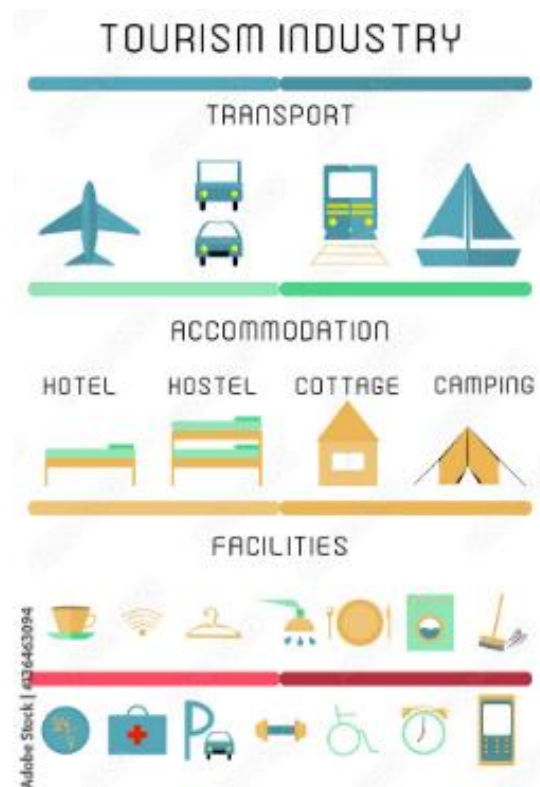 TOURISM INDUSTRY
TRANSPORT
ACCOMMODATION
HOTEL HOSTEL COTTAGE CAMPING
FACILITIES
P
Adobe Stock | #136463094